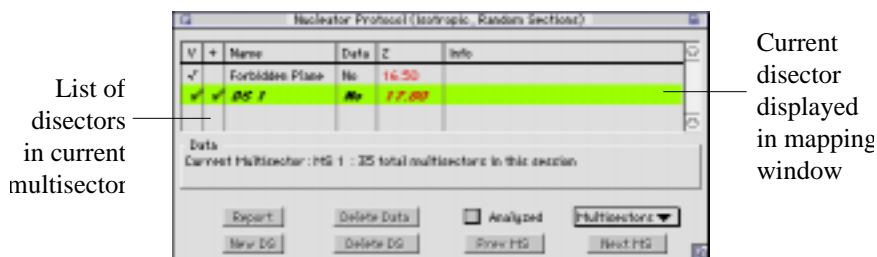 Nucleator Protocol (Isotropic, Random Sections)
V + Name Data Z Info
√ Forbidden Plane No 16.50
√ √ DS 1 No 17.80
Data
Current Multisector : MS 1 : 35 total multisectors in this session
Report Delete Data Analyzed Multisectors
New DS Delete DS Prev MS Next MS
List of
disectors
in current
multisector
Current
disector
displayed
in mapping
window